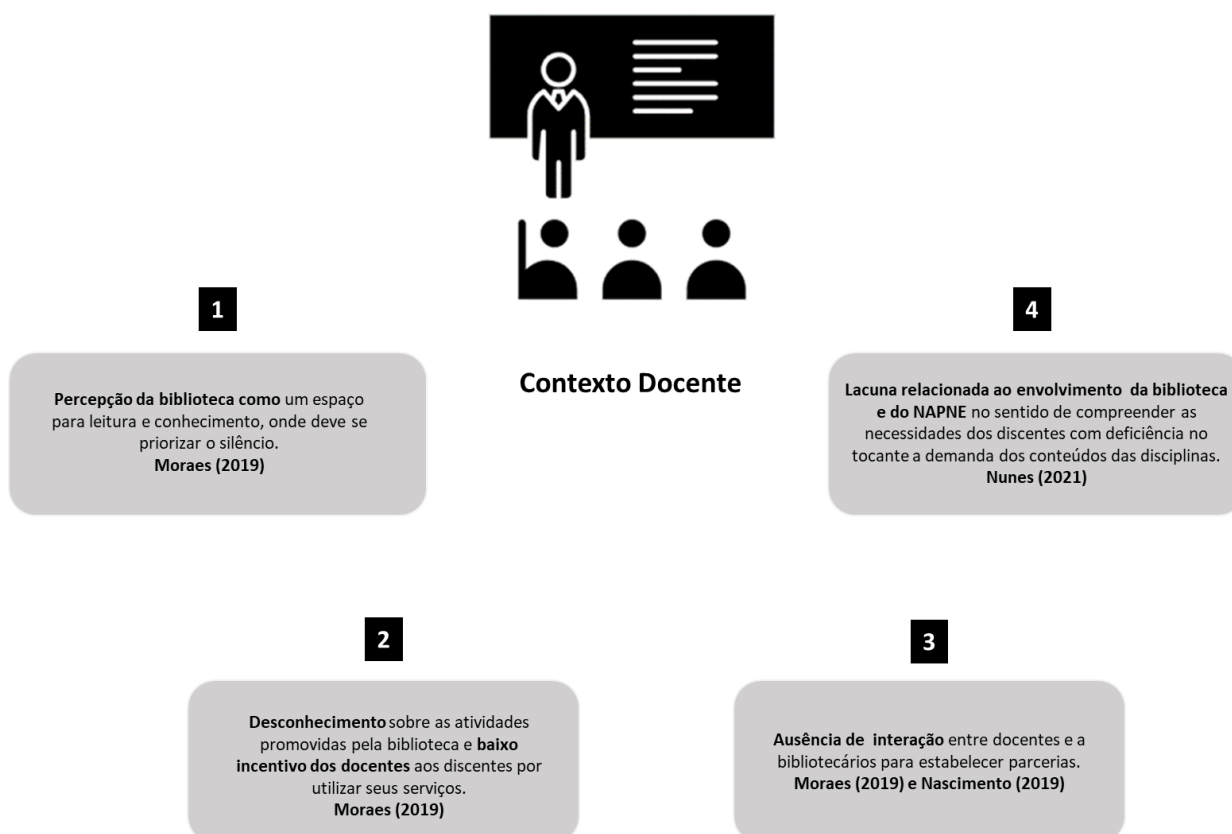 Contexto Docente
1
Percepção da biblioteca como um espaço
para leitura e conhecimento, onde deve se
priorizar o silêncio.
Moraes (2019)
2
Desconhecimento sobre as atividades
promovidas pela biblioteca e baixo
incentivo dos docentes aos discentes por
utilizar seus serviços.
Moraes (2019)
3
Ausência de interação entre docentes e a
bibliotecários para estabelecer parcerias.
Moraes (2019) e Nascimento (2019)
4
Lacuna relacionada ao envolvimento da biblioteca
e do NAPNE no sentido de compreender as
necessidades dos discentes com deficiência no
tocante a demanda dos conteúdos das disciplinas.
Nunes (2021)